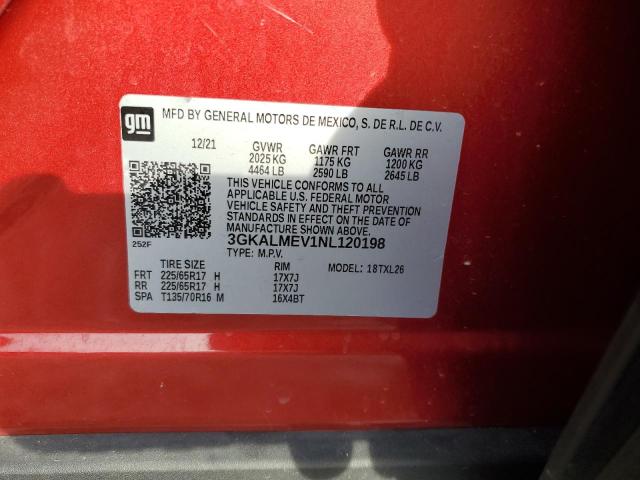 gm
MFD BY GENERAL MOTORS DE MEXICO, S. DE R.L. DE C.V.
12/21 GVWR GAWR FRT GAWR RR
2025 KG 1175 KG 1200 KG
4464 LB 2590 LB 2645 LB
THIS VEHICLE CONFORMS TO ALL
APPLICABLE U.S. FEDERAL MOTOR
VEHICLE SAFETY AND THEFT PREVENTION
STANDARDS IN EFFECT ON THE DATE OF
MANUFACTURE SHOWN ABOVE.
252F
3GKALMEV1NL120198
TYPE: M.P.V.
TIRE SIZE RIM MODEL: 18TXL26
FRT 225/65R17 H 17X7J
RR 225/65R17 H 17X7J
SPA T135/70R16 M 16X4BT